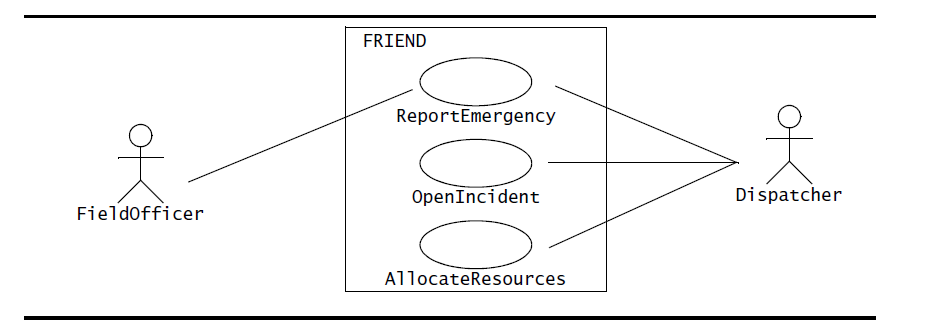 FRIEND
ReportEmergency
OpenIncident
AllocateResources
FieldOfficer
Dispatcher